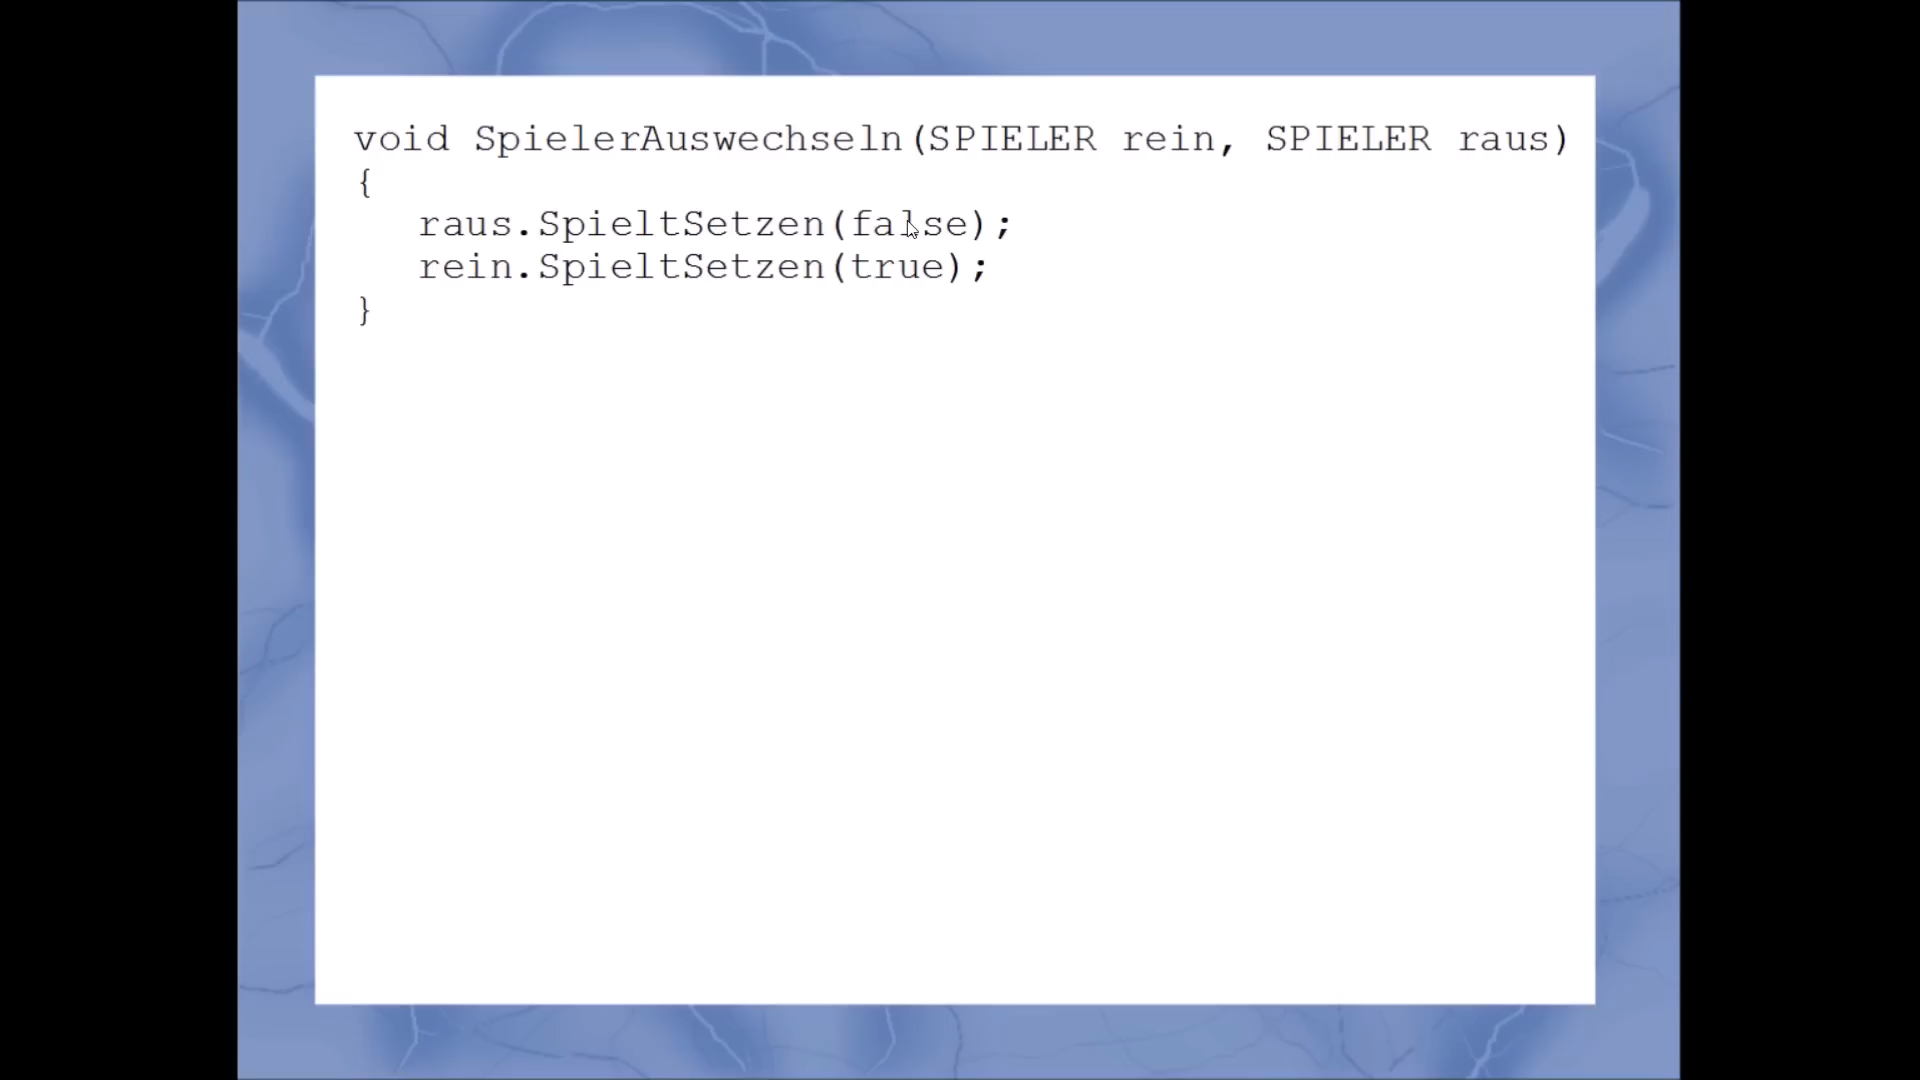 void SpielerAuswechseln(SPIELER rein, SPIELER raus)
{
raus.SpieltSetzen(false);
rein.SpieltSetzen(true);
}